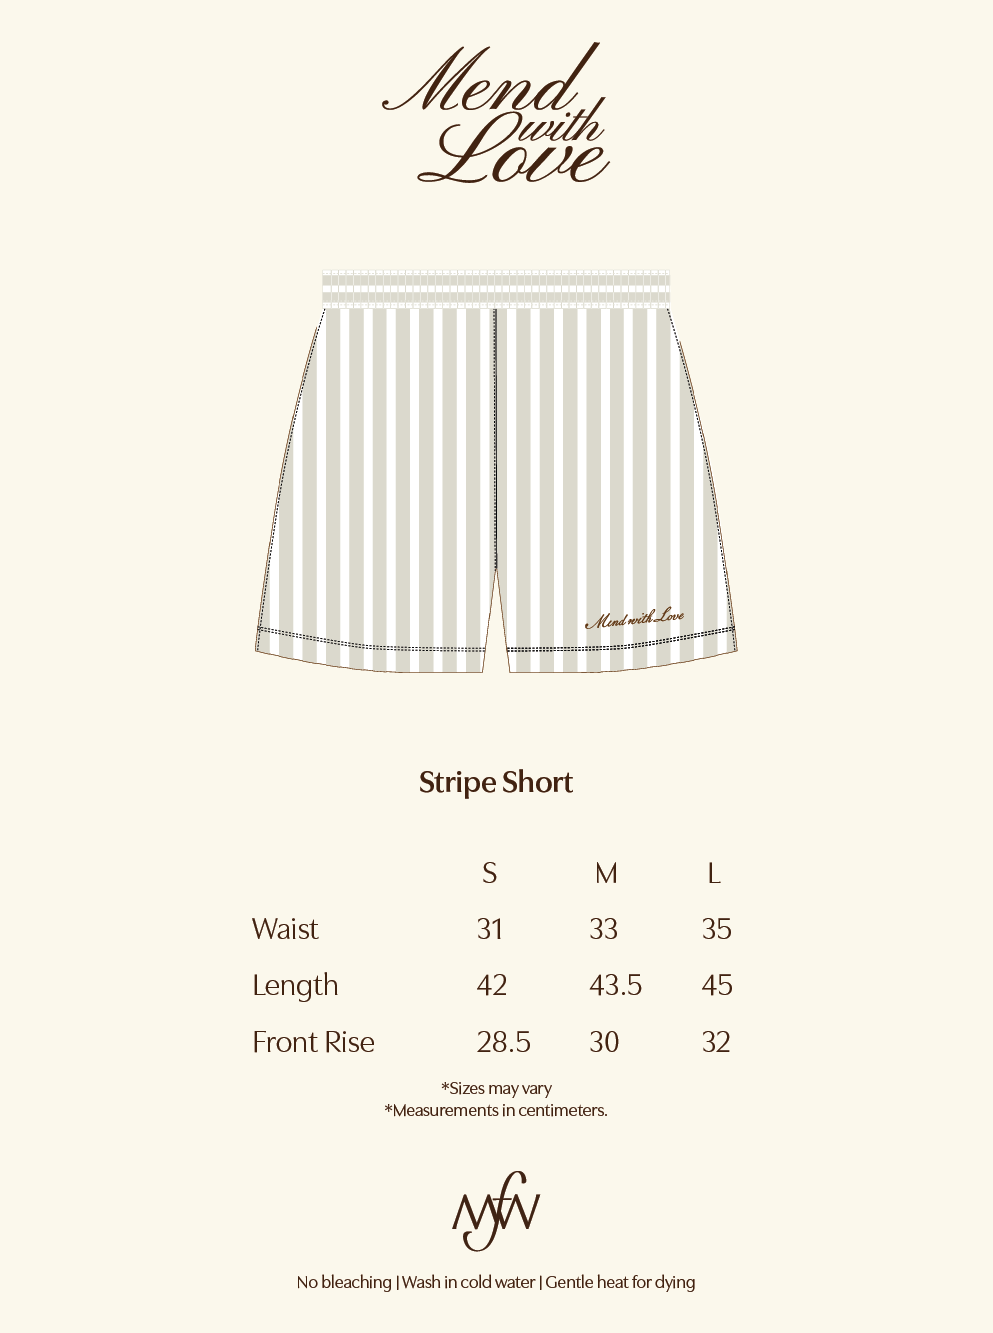 Mend
with
Love
Mend with Love
Stripe Short
S M L
Waist 31 33 35
Length 42 43.5 45
Front Rise 28.5 30 32
*Sizes may vary
*Measurements in centimeters.
MfW
No bleaching | Wash in cold water | Gentle heat for dying